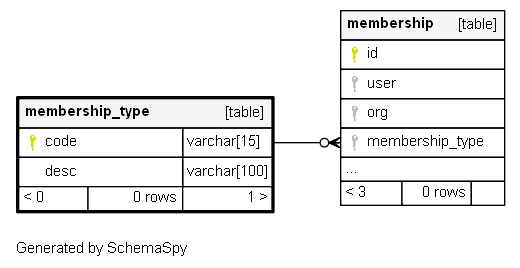 membership [table]
id
user
org
membership_type
...
< 3 0 rows
membership_type [table]
code varchar[15]
desc varchar[100]
< 0 0 rows 1 >
Generated by SchemaSpy